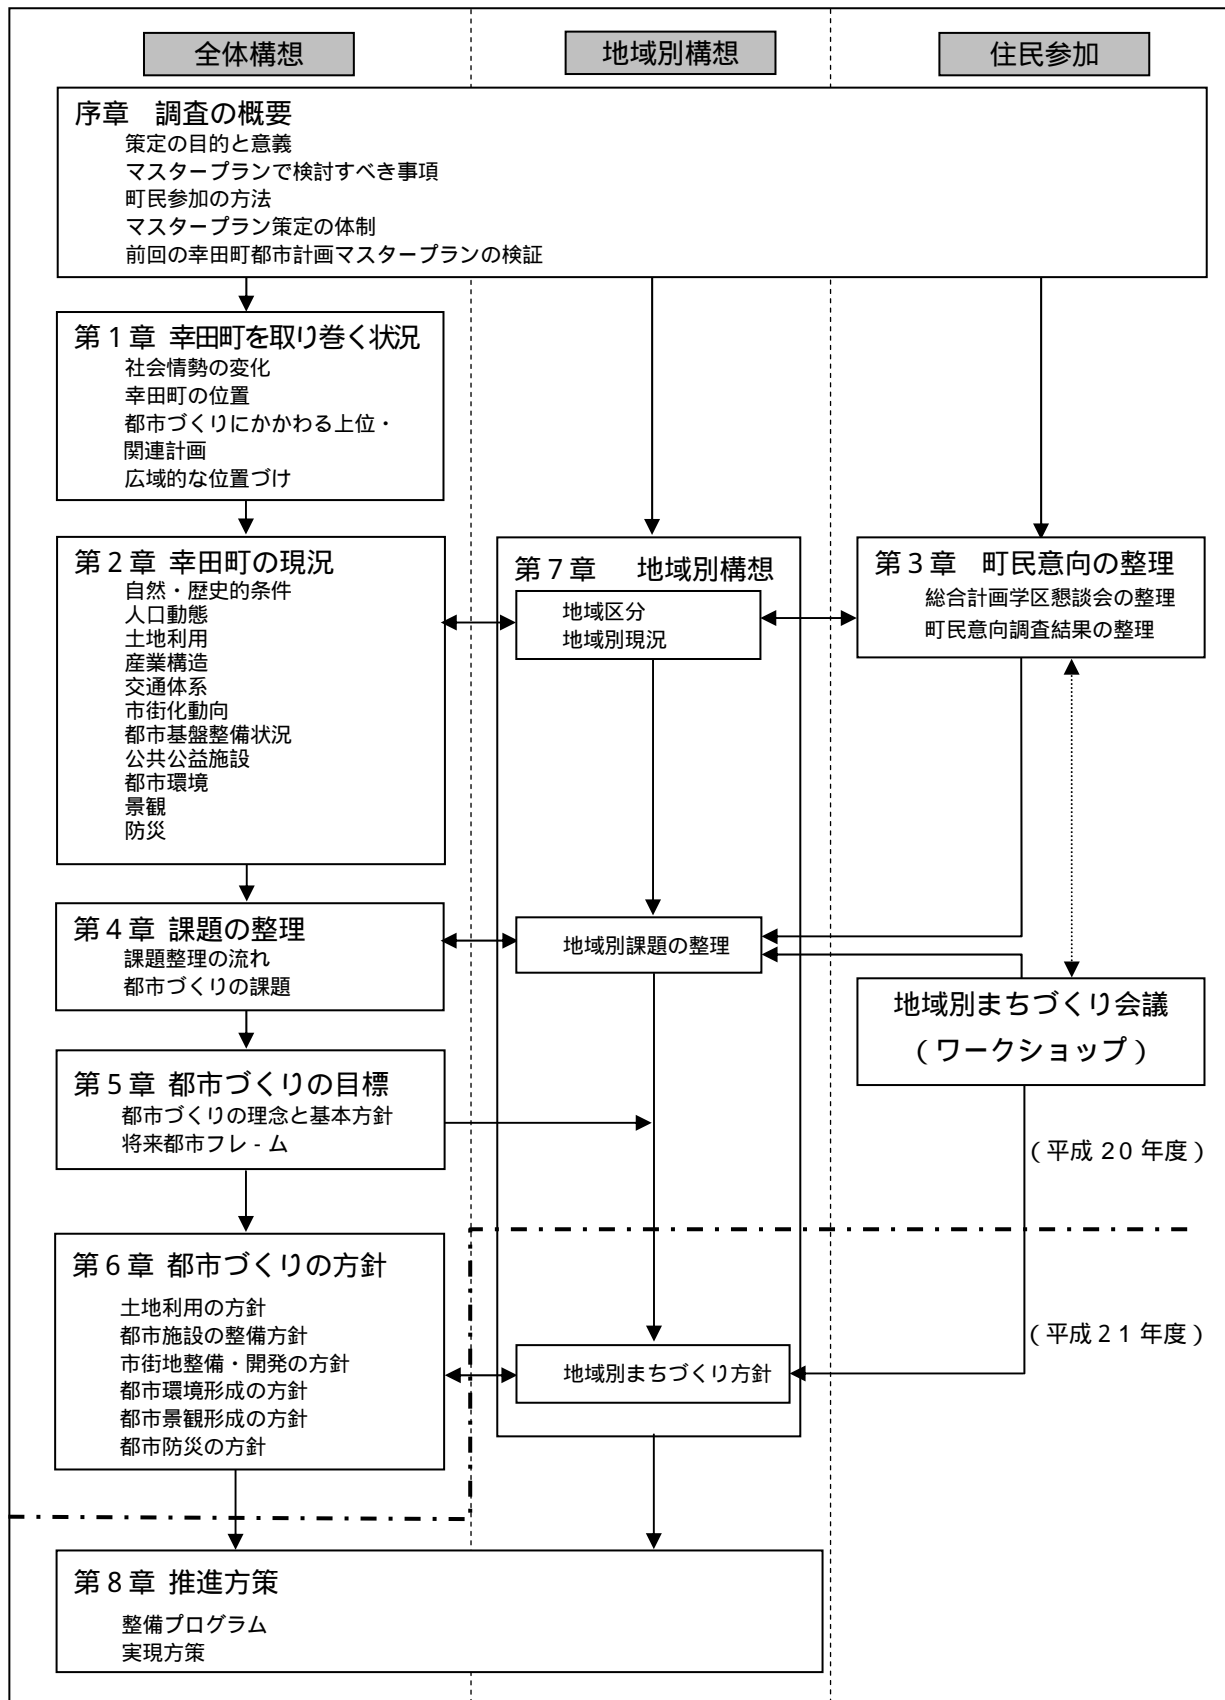 全体構想
地域別構想
住民参加
序章　調査の概要
策定の目的と意義
マスタープランで検討すべき事項
町民参加の方法
マスタープラン策定の体制
前回の幸田町都市計画マスタープランの検証
第1章 幸田町を取り巻く状況
社会情勢の変化
幸田町の位置
都市づくりにかかわる上位・
関連計画
広域的な位置づけ
第2章 幸田町の現況
自然・歴史的条件
人口動態
土地利用
産業構造
交通体系
市街化動向
都市基盤整備状況
公共公益施設
都市環境
景観
防災
第7章　地域別構想
地域区分
地域別現況
第3章　町民意向の整理
総合計画学区懇談会の整理
町民意向調査結果の整理
第4章 課題の整理
課題整理の流れ
都市づくりの課題
地域別課題の整理
地域別まちづくり会議
（ワークショップ）
第5章 都市づくりの目標
都市づくりの理念と基本方針
将来都市フレ-ム
（平成20年度）
第6章 都市づくりの方針
土地利用の方針
都市施設の整備方針
市街地整備・開発の方針
都市環境形成の方針
都市景観形成の方針
都市防災の方針
（平成21年度）
地域別まちづくり方針
第8章 推進方策
整備プログラム
実現方策